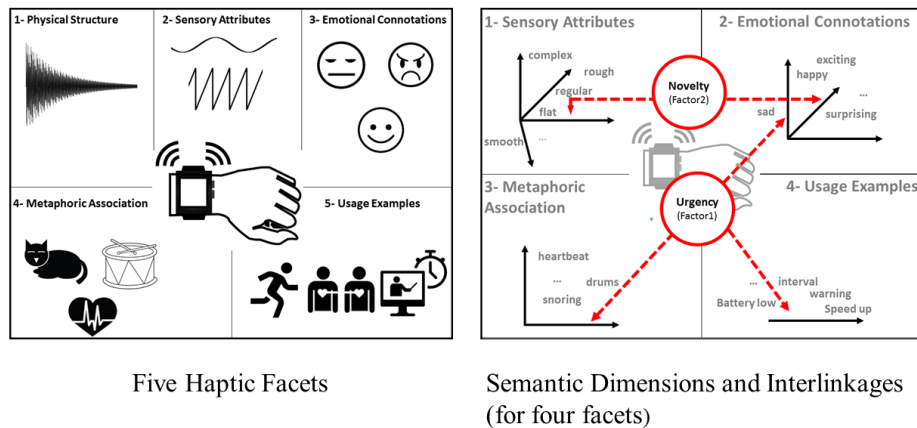 1- Physical Structure
2- Sensory Attributes
3- Emotional Connotations
4- Metaphoric Association
5- Usage Examples
Five Haptic Facets
1- Sensory Attributes
complex
rough
regular
flat
...
smooth
Novelty
(Factor2)
2- Emotional Connotations
exciting
happy
...
sad
surprising
3- Metaphoric
Association
heartbeat
...
drums
snoring
Urgency
(Factor1)
4- Usage Examples
... interval
warning
Battery low
Speed up
Semantic Dimensions and Interlinkages
(for four facets)